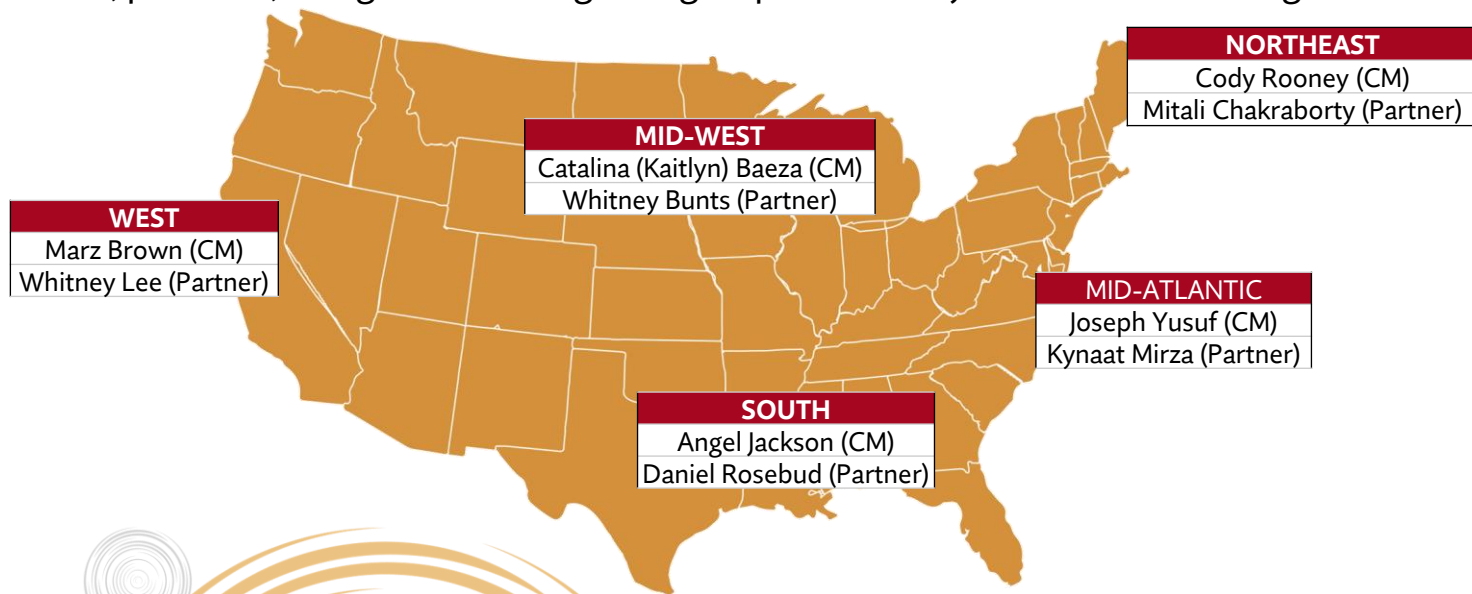 NORTHEAST
Cody Rooney (CM)
Mitali Chakraborty (Partner)
MID-WEST
Catalina (Kaitlyn) Baeza (CM)
Whitney Bunts (Partner)
WEST
Marz Brown (CM)
Whitney Lee (Partner)
MID-ATLANTIC
Joseph Yusuf (CM)
Kynaat Mirza (Partner)
SOUTH
Angel Jackson (CM)
Daniel Rosebud (Partner)